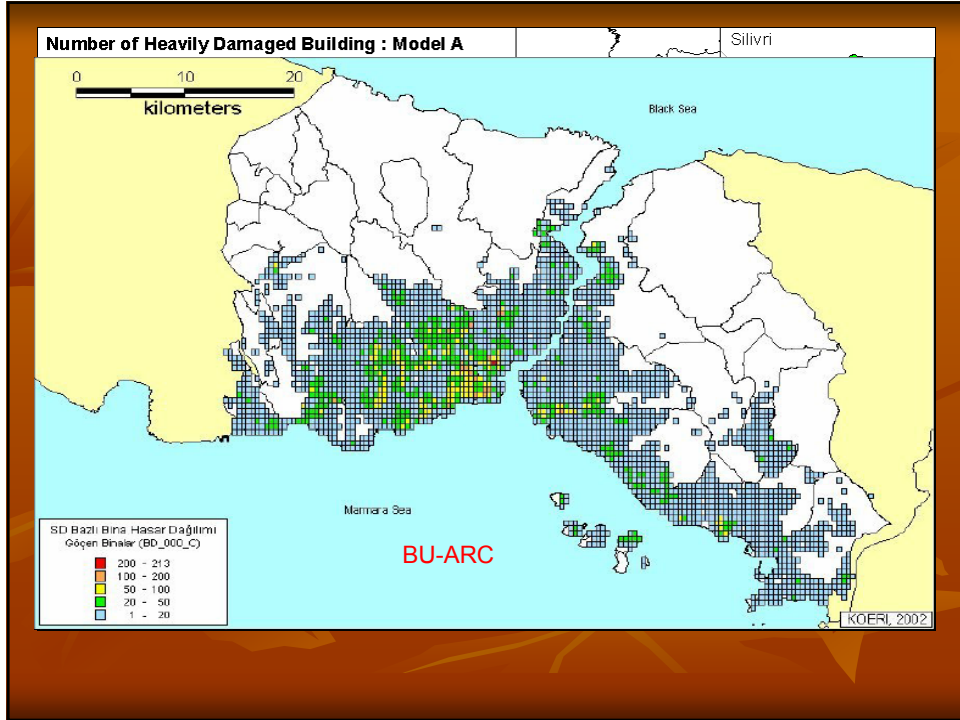 Number of Heavily Damaged Building : Model A
Silivri
0 10 20
kilometers
Black Sea
Marmara Sea
BU-ARC
SD Bazlı Bina Hasar Dağılımı
Göçen Binalar (BD_000_C)
200 - 213
100 - 200
50 - 100
20 - 50
1 - 20
KOERI, 2002